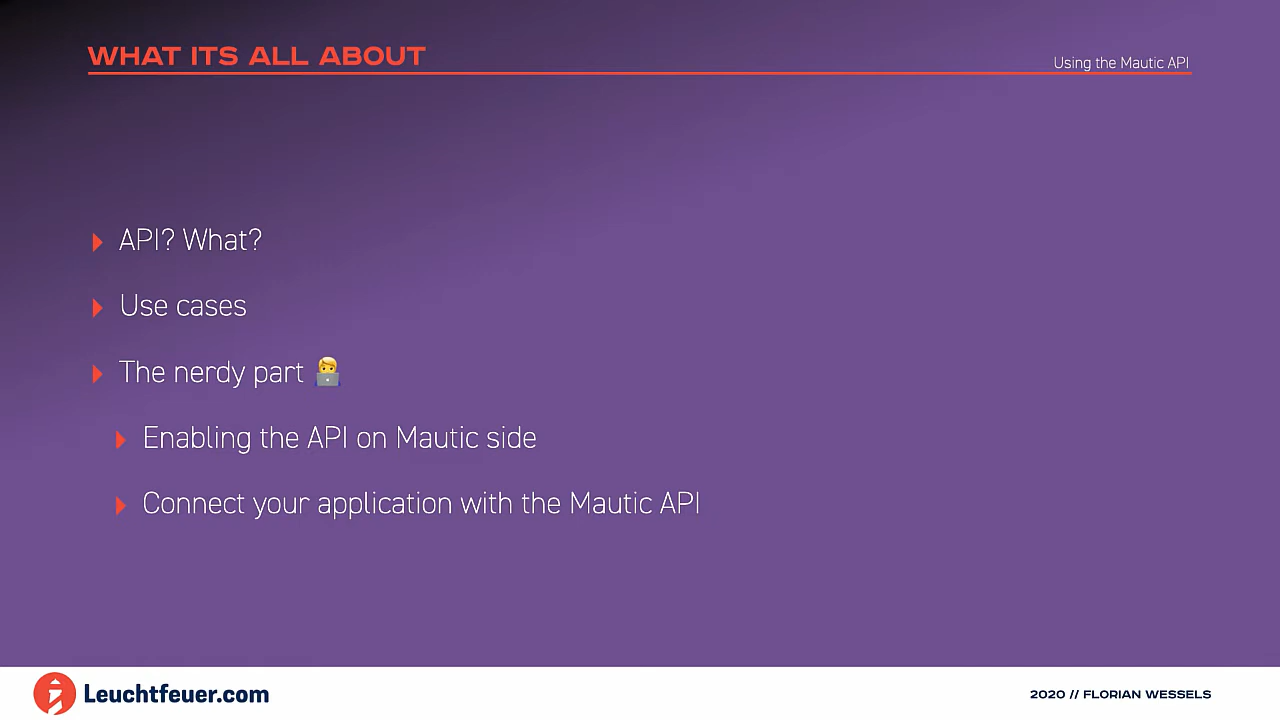 WHAT ITS ALL ABOUT
Using the Mautic API
API? What?
Use cases
The nerdy part 👨‍💻
Enabling the API on Mautic side
Connect your application with the Mautic API
Leuchtfeuer.com
2020 // FLORIAN WESSELS